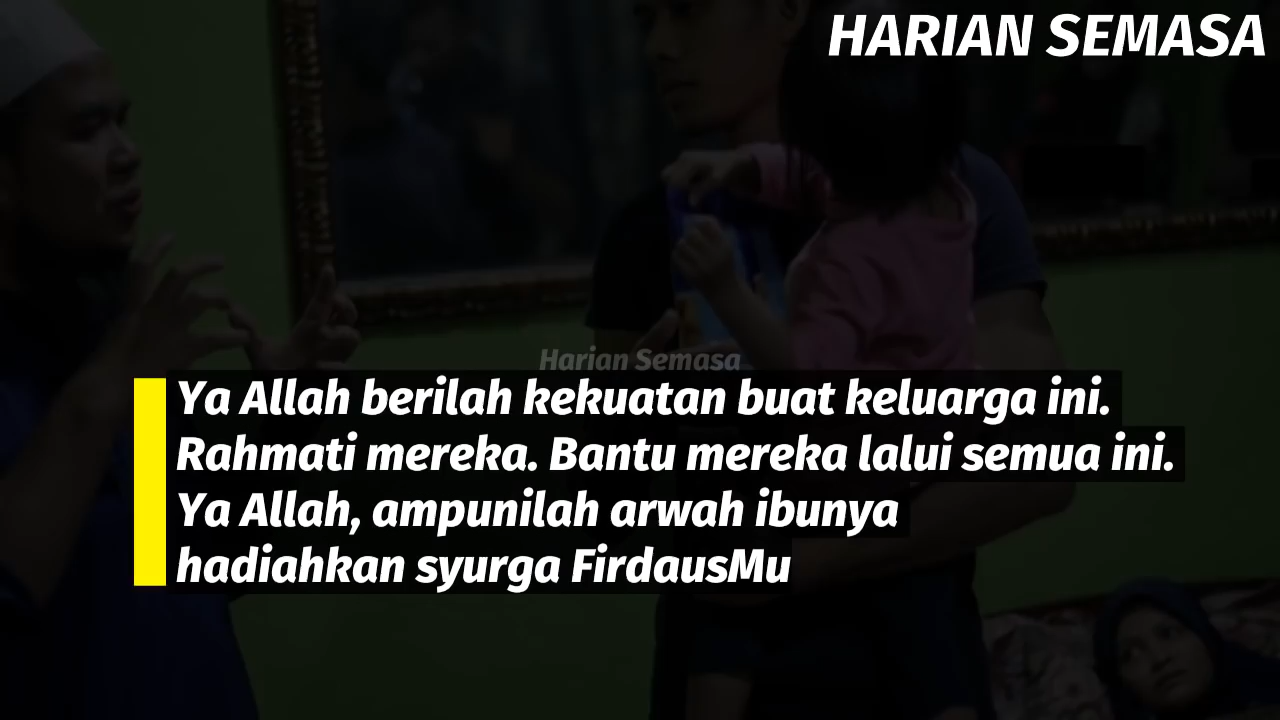 HARIAN SEMASA
Harian Semasa
Ya Allah berilah kekuatan buat keluarga ini.
Rahmati mereka. Bantu mereka lalui semua ini.
Ya Allah, ampunilah arwah ibunya
hadiahkan syurga FirdausMu